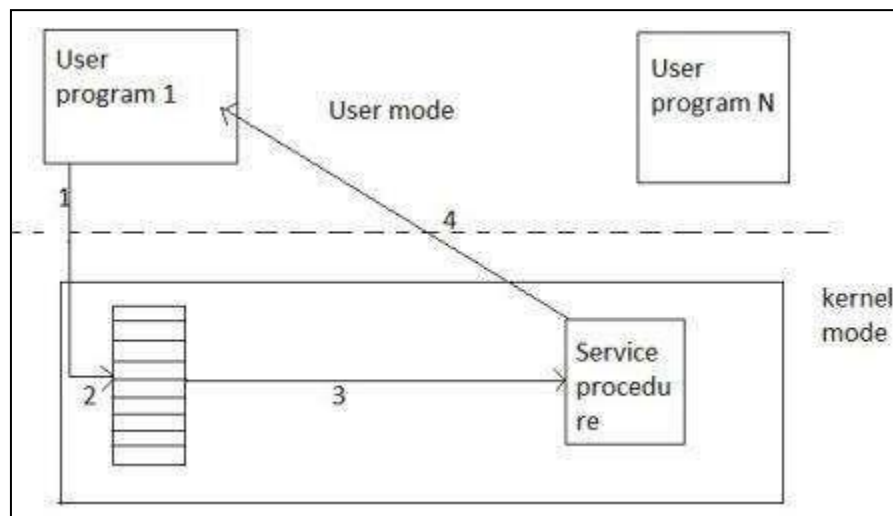 User
program 1
User mode
User
program N
1
4
kernel
mode
2
3
Service
procedu
re